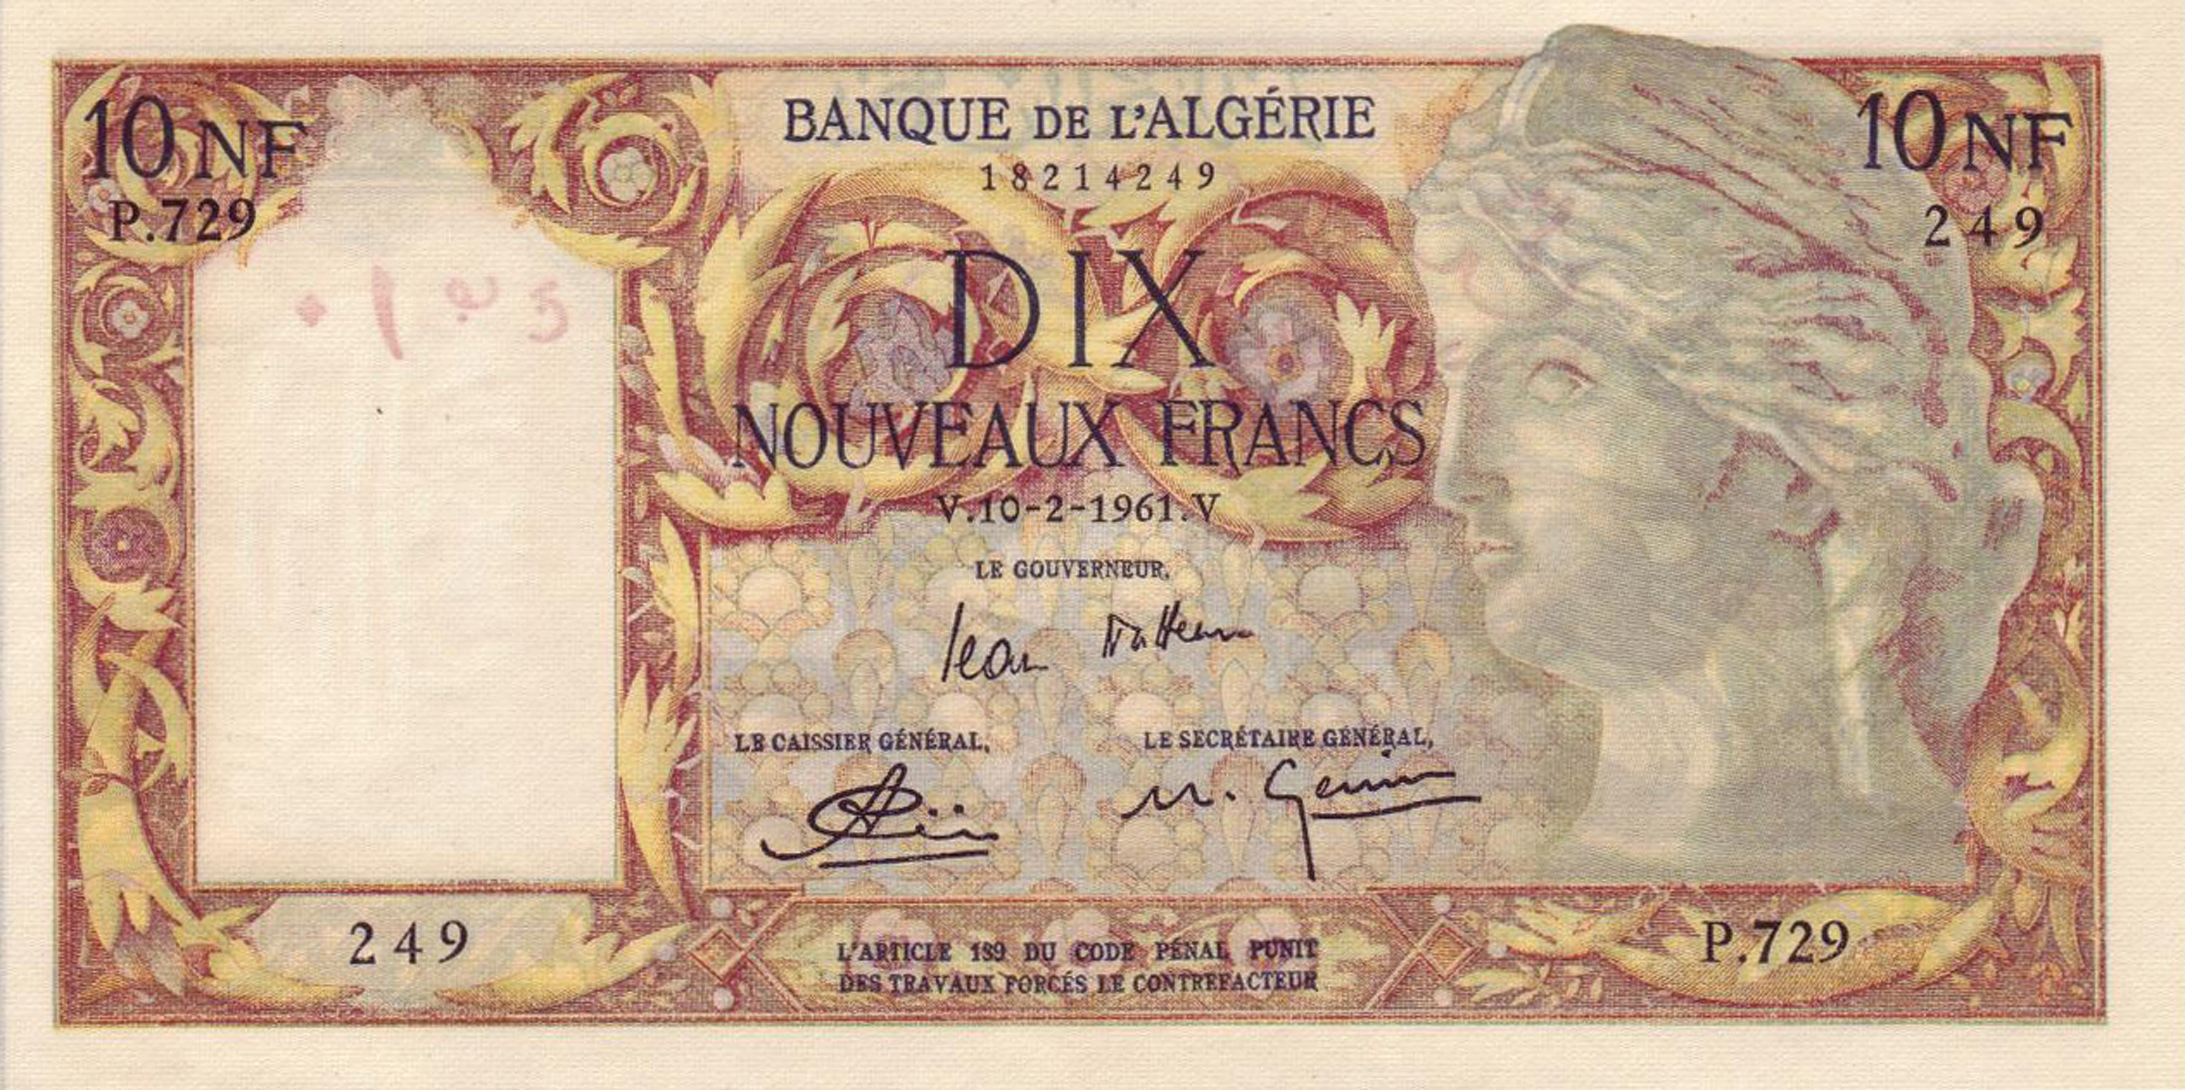 BANQUE DE L'ALGÉRIE
10 NF
10 NF
18214249
P.729
249
DIX
NOUVEAUX FRANCS
V.10-2-1961.V
LE GOUVERNEUR,
LE CAISSIER GÉNÉRAL,
LE SECRÉTAIRE GÉNÉRAL,
249
P.729
L'ARTICLE 139 DU CODE PÉNAL PUNIT
DES TRAVAUX FORCÉS LE CONTREFACTEUR